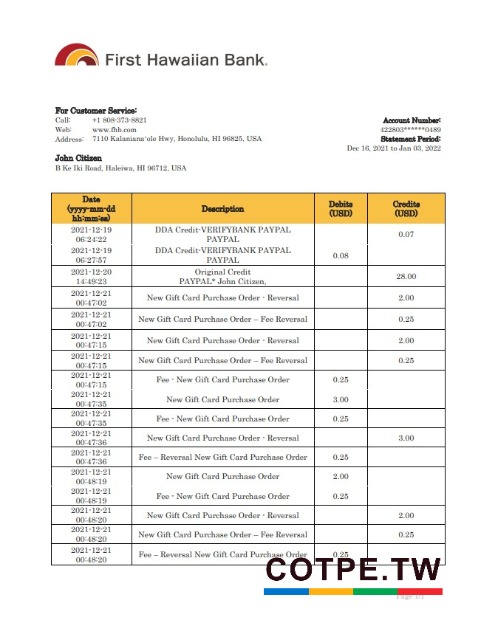 First Hawaiian Bank.
For Customer Service:
Call: +1 808-373-8821
Web: www.fhb.com
Address: 7110 Kalanianaʻole Hwy, Honolulu, HI 96825, USA
Account Number:
422803******0489
Statement Period:
Dec 16, 2021 to Jan 03, 2022
John Citizen
B Ke Iki Road, Haleiwa, HI 96712, USA
Date
(yyyy-mm-dd
hh:mm:ss)
Description
Debits
(USD)
Credits
(USD)
2021-12-19
06:24:22
DDA Credit-VERIFYBANK PAYPAL
PAYPAL
0.07
2021-12-19
06:27:57
DDA Credit-VERIFYBANK PAYPAL
PAYPAL
0.08
2021-12-20
14:49:23
Original Credit
PAYPAL* John Citizen,
28.00
2021-12-21
00:47:02
New Gift Card Purchase Order - Reversal
2.00
2021-12-21
00:47:02
New Gift Card Purchase Order – Fee Reversal
0.25
2021-12-21
00:47:15
New Gift Card Purchase Order - Reversal
2.00
2021-12-21
00:47:15
New Gift Card Purchase Order – Fee Reversal
0.25
2021-12-21
00:47:15
Fee - New Gift Card Purchase Order
0.25
2021-12-21
00:47:35
New Gift Card Purchase Order
3.00
2021-12-21
00:47:35
Fee - New Gift Card Purchase Order
0.25
2021-12-21
00:47:36
New Gift Card Purchase Order - Reversal
3.00
2021-12-21
00:47:36
Fee – Reversal New Gift Card Purchase Order
0.25
2021-12-21
00:48:19
New Gift Card Purchase Order
2.00
2021-12-21
00:48:19
Fee - New Gift Card Purchase Order
0.25
2021-12-21
00:48:20
New Gift Card Purchase Order - Reversal
2.00
2021-12-21
00:48:20
New Gift Card Purchase Order – Fee Reversal
0.25
2021-12-21
00:48:20
Fee – Reversal New Gift Card Purchase Order
0.25
COTPE.TW
Page